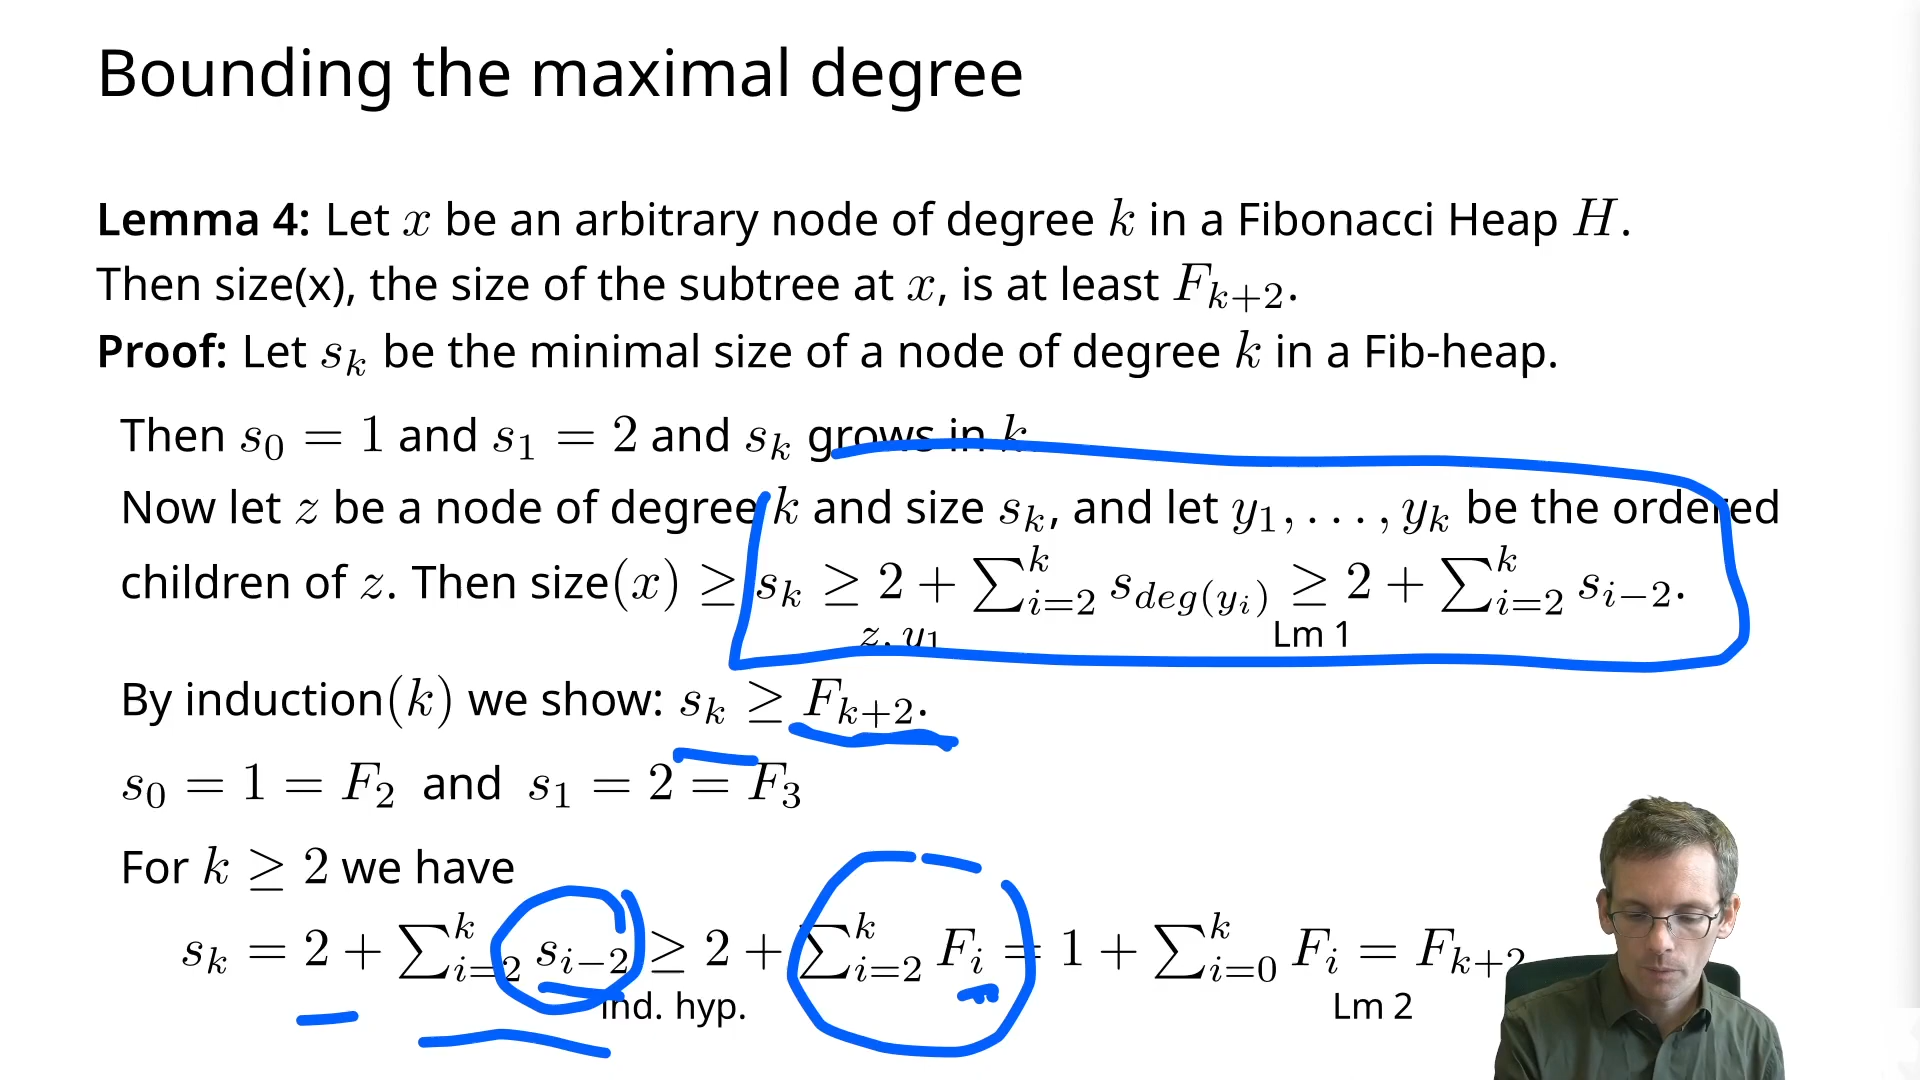 Bounding the maximal degree
Lemma 4: Let x be an arbitrary node of degree k in a Fibonacci Heap H.
Then size(x), the size of the subtree at x, is at least F_{k+2}.
Proof: Let s_k be the minimal size of a node of degree k in a Fib-heap.
Then s_0 = 1 and s_1 = 2 and s_k grows in k
Now let z be a node of degree k and size s_k, and let y_1, . . . , y_k be the ordered
children of z. Then size(x) ≥ s_k ≥ 2 + ∑_{i=2}^{k} s_{deg(y_i)} ≥ 2 + ∑_{i=2}^{k} s_{i−2}.
z, y_1 Lm 1
By induction(k) we show: s_k ≥ F_{k+2}.
s_0 = 1 = F_2 and s_1 = 2 = F_3
For k ≥ 2 we have
s_k = 2 + ∑_{i=2}^{k} s_{i−2} ≥ 2 + ∑_{i=2}^{k} F_i = 1 + ∑_{i=0}^{k} F_i = F_{k+2}
ind. hyp. Lm 2